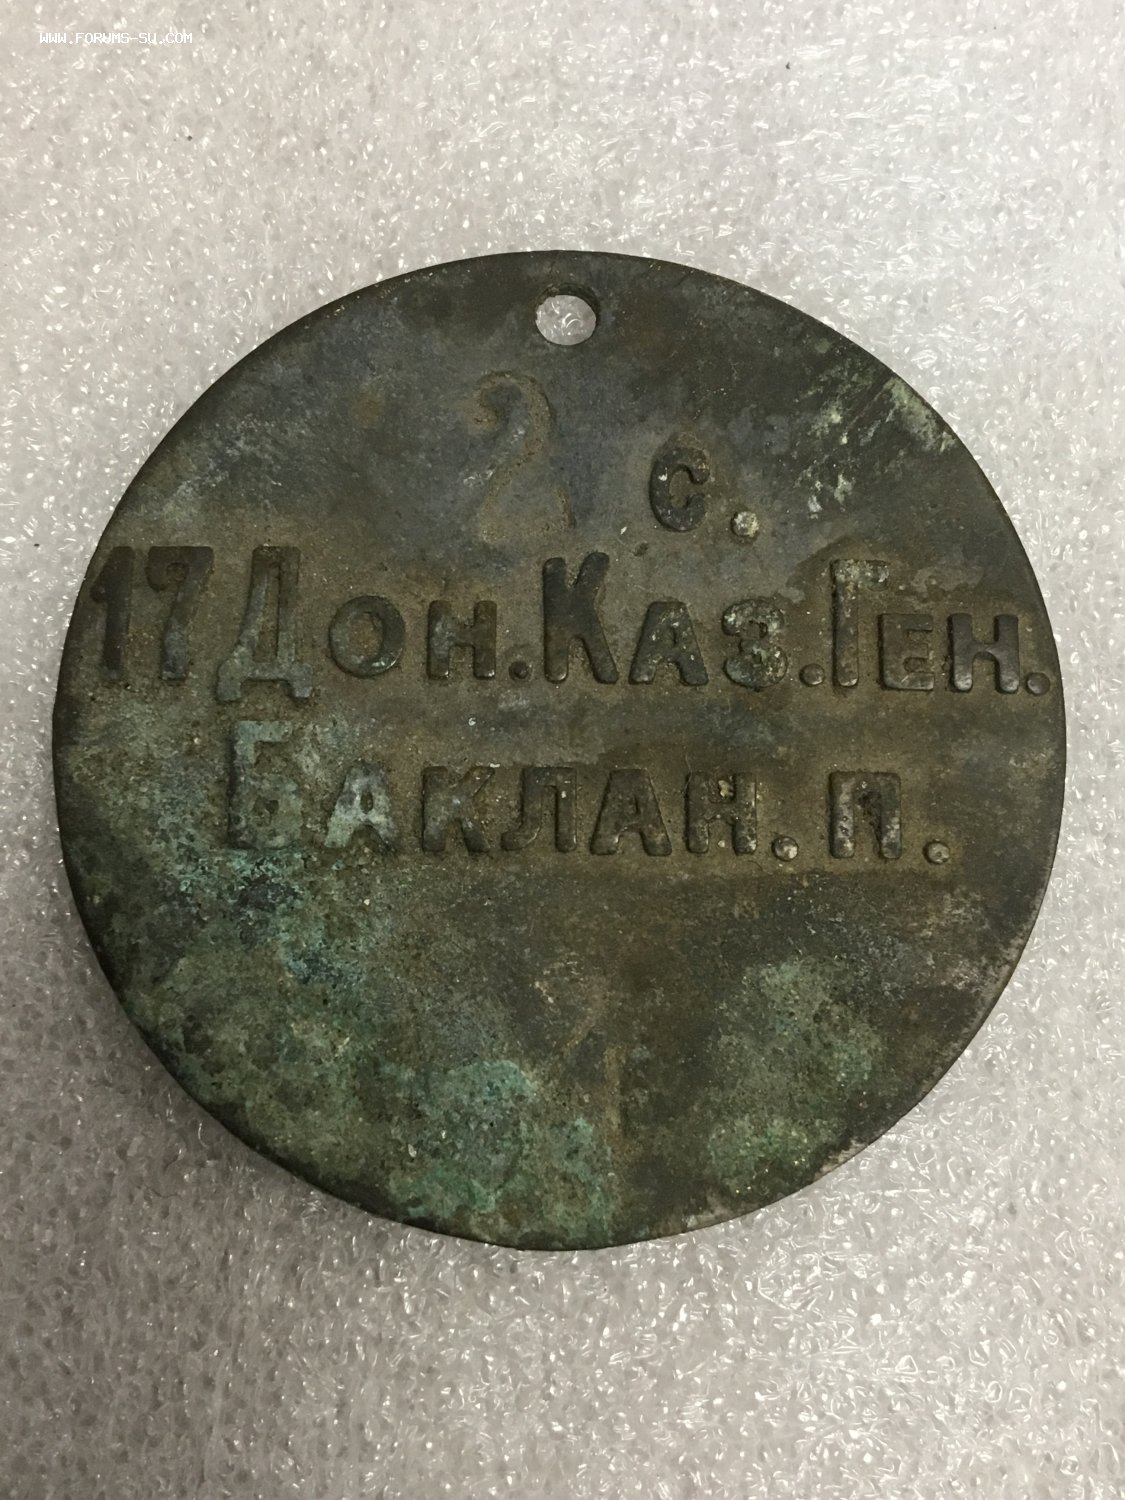 WWW.FORUMS-SU.COM
2 с.
17 Дон. Каз. Ген.
Баклан. п.